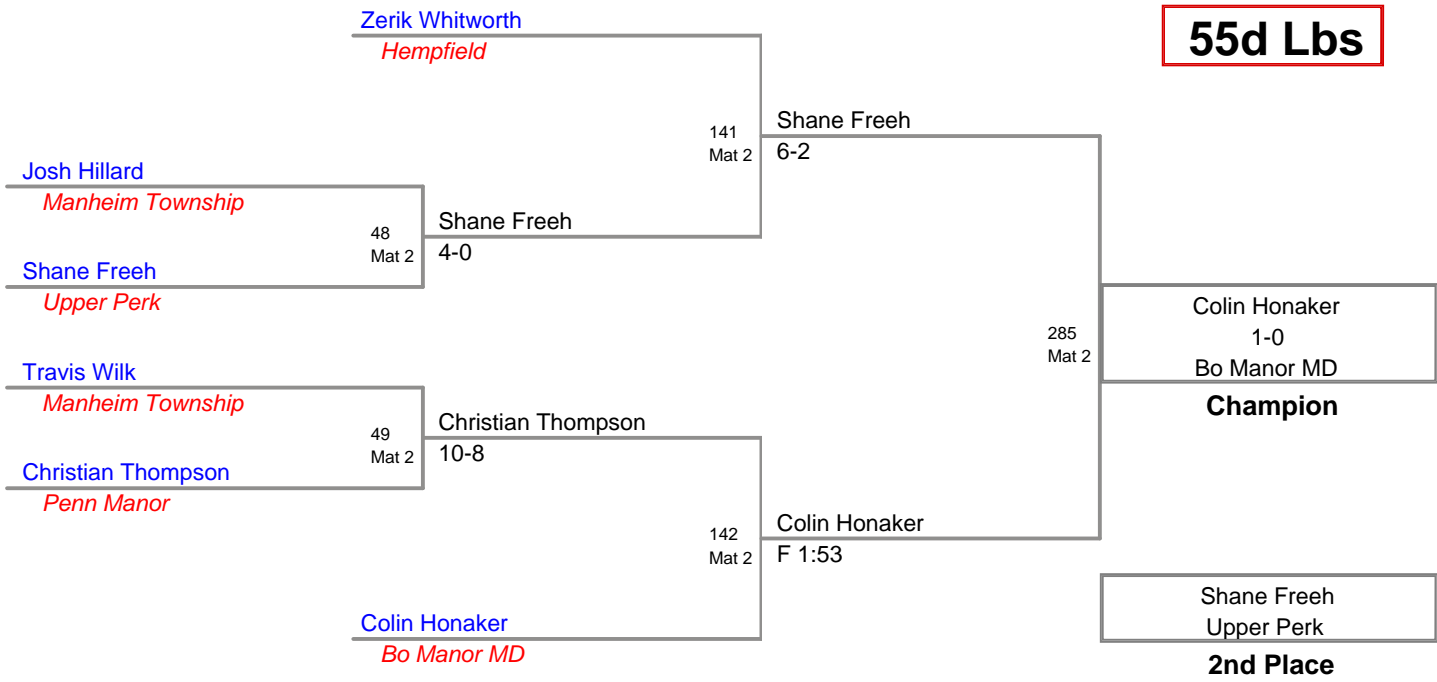 Zerik Whitworth
Hempfield
55d Lbs
141
Mat 2
Shane Freeh
6-2
Josh Hillard
Manheim Township
48
Mat 2
Shane Freeh
4-0
Shane Freeh
Upper Perk
285
Mat 2
Colin Honaker
1-0
Bo Manor MD
Champion
Travis Wilk
Manheim Township
49
Mat 2
Christian Thompson
10-8
Christian Thompson
Penn Manor
142
Mat 2
Colin Honaker
F 1:53
Colin Honaker
Bo Manor MD
Shane Freeh
Upper Perk
2nd Place